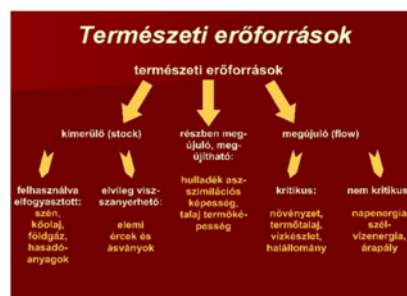 Természeti erőforrások
természeti erőforrások
kimerülő (stock)
részben meg-
újuló, meg-
újítható:
hulladék asz-
szimilációs
képesség,
talaj termőké-
pesség
megújuló (flow)
felhasználva
elfogyasztott:
szén,
kőolaj,
földgáz,
hasadó-
anyagok
elvileg visz-
szanyerhető:
elemi
ércek és
ásványok
kritikus:
növényzet,
termőtalaj,
vízkészlet,
halállomány
nem kritikus:
napenergia
szél-
vízenergia,
árapály